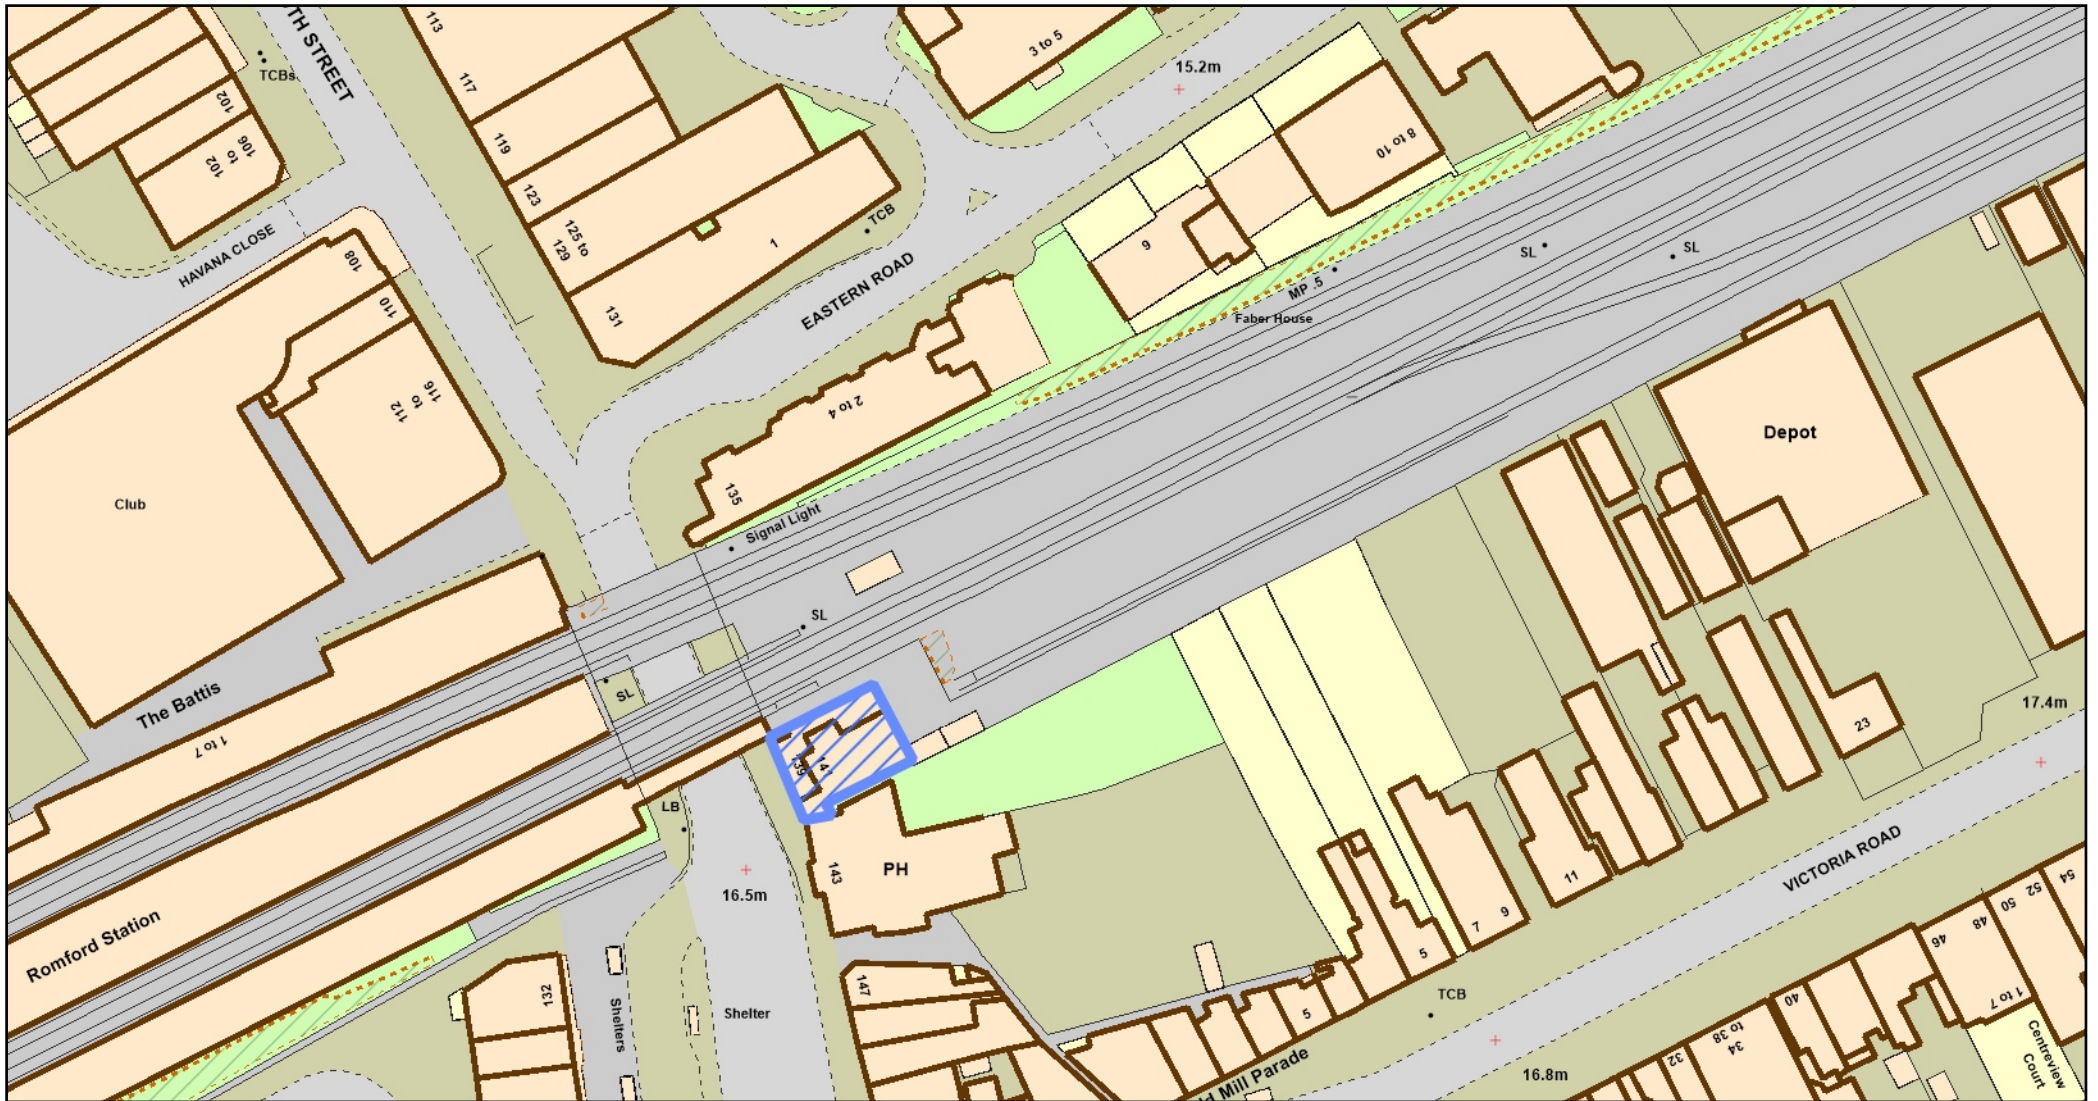 113
TH STREET
TCBs
117
3 to 5
15.2m
102
106
to
102
119
8 to 10
123
TCB
125 to
129
1
9
HAVANA CLOSE
108
EASTERN ROAD
SL
SL
MP .5
Faber House
110
131
116
to
112
2 to 4
Depot
Club
135
Signal Light
SL
SL
The Battis
1 to 7
17.4m
23
139
141
LB
143
PH
16.5m
VICTORIA ROAD
11
Romford Station
9
7
5
54
52
50
48
46
147
132
Shelters
Shelter
TCB
5
40
1 to 7
38
to
34
32
Centreview
Court
d Mill Parade
16.8m